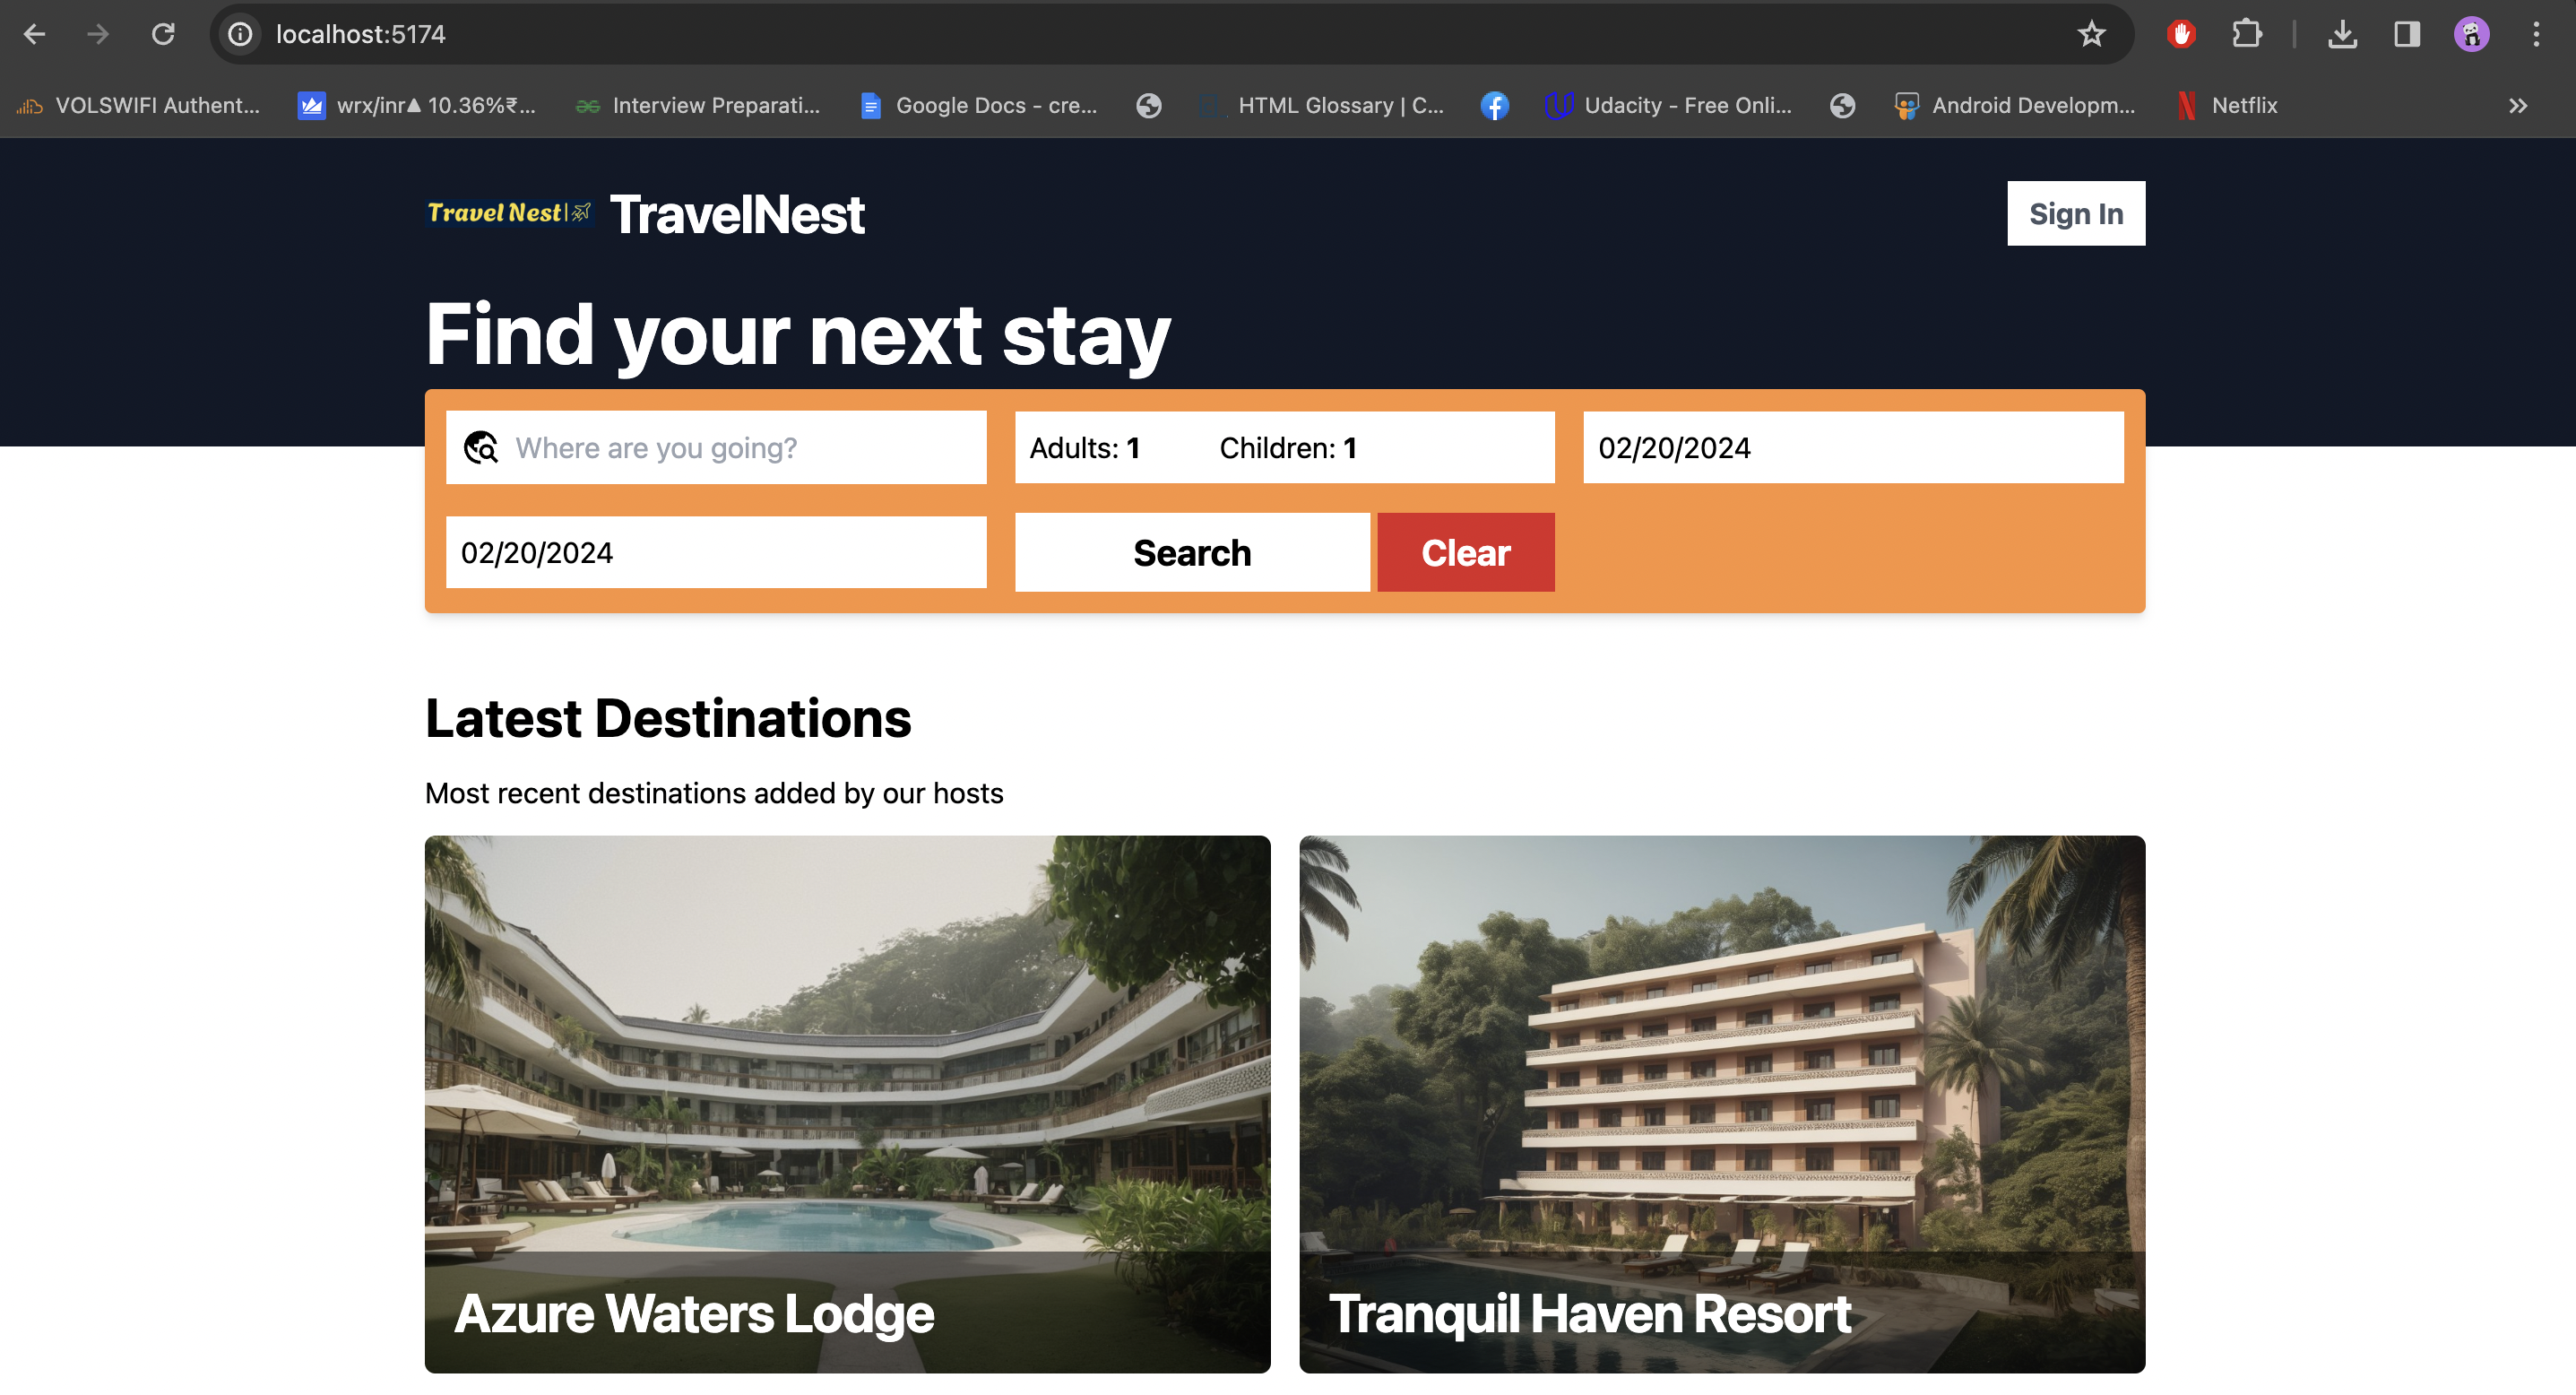 localhost:5174
VOLSWIFI Authent... wrx/inr▲ 10.36%₹... Interview Preparati... Google Docs - cre... HTML Glossary | C... Udacity - Free Onli... Android Developm... Netflix
Travel Nest TravelNest Sign In
Find your next stay
Where are you going? Adults: 1 Children: 1 02/20/2024
02/20/2024 Search Clear
Latest Destinations
Most recent destinations added by our hosts
Azure Waters Lodge Tranquil Haven Resort